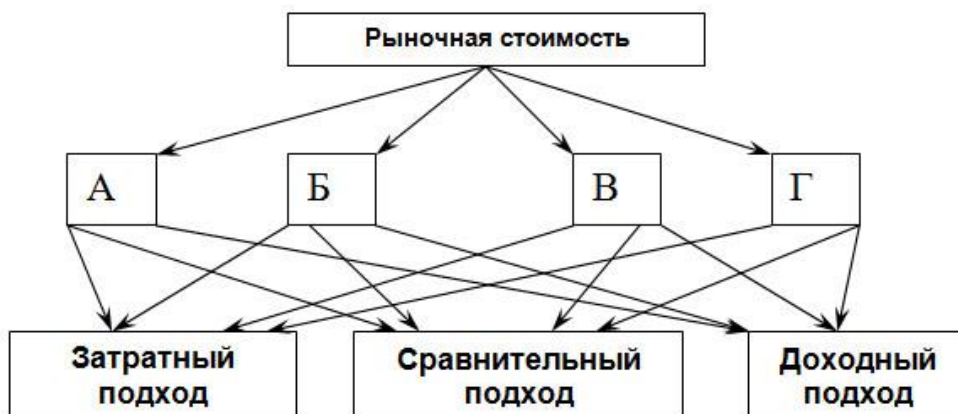 Рыночная стоимость
А
Б
В
Г
Затратный
подход
Сравнительный
подход
Доходный
подход